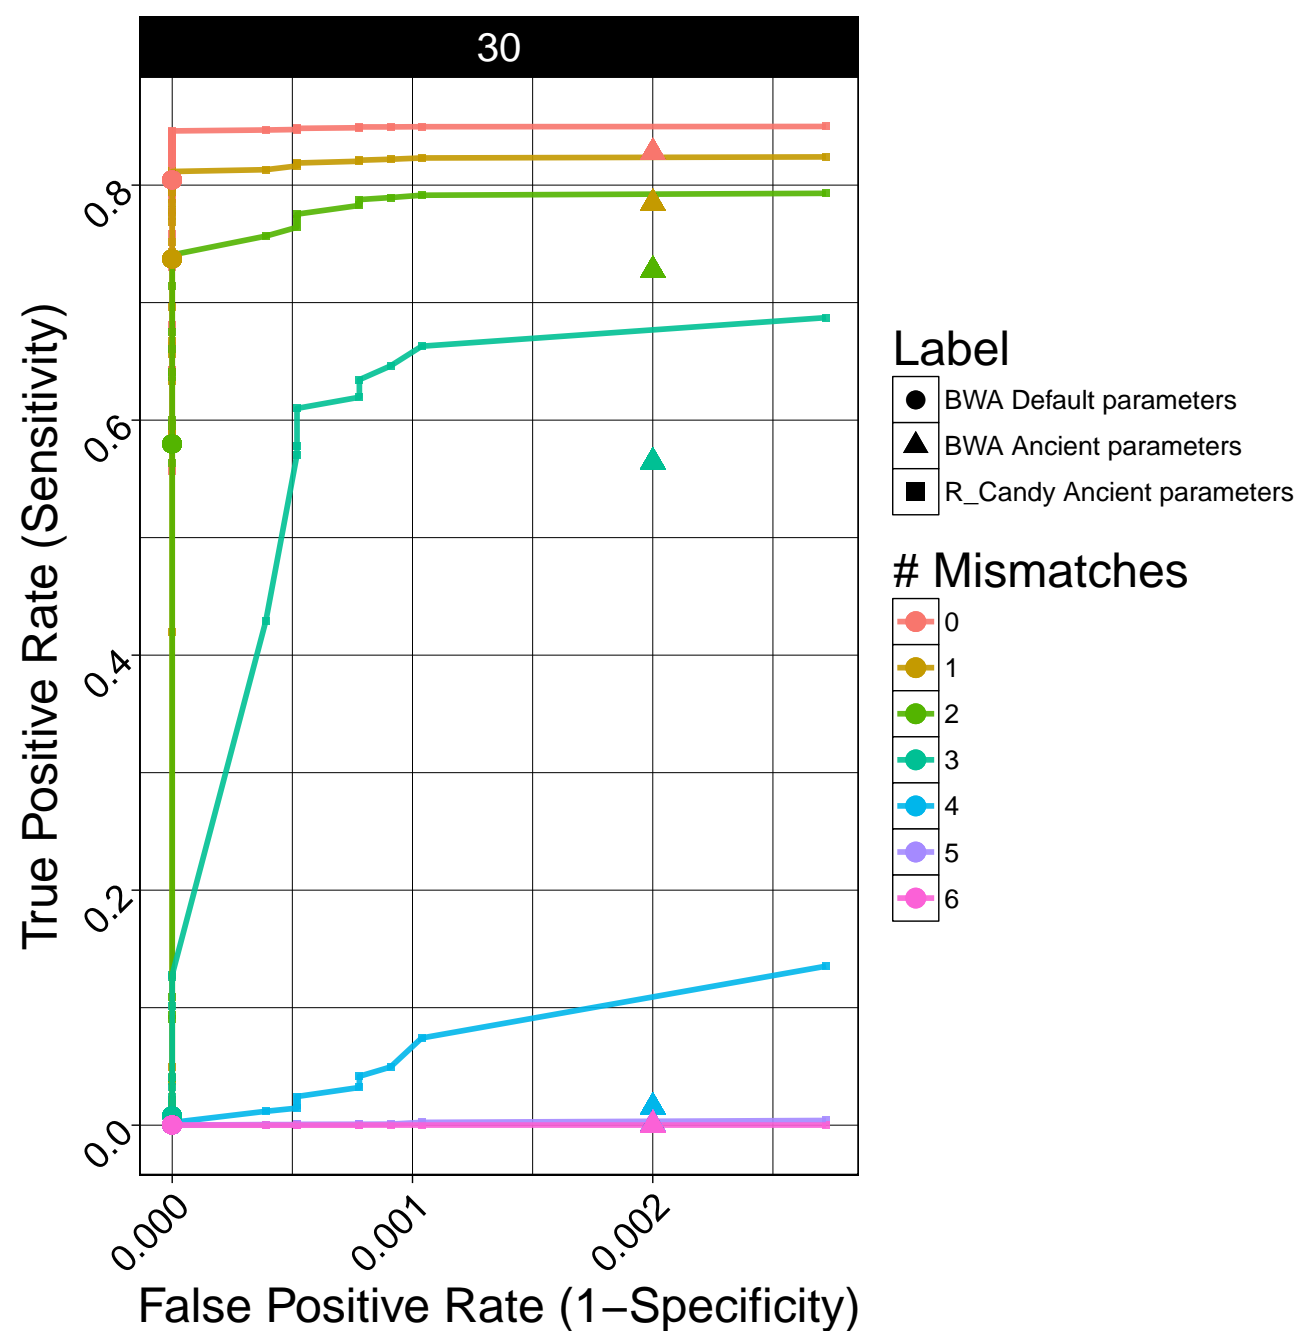 30
True Positive Rate (Sensitivity)
0.8
0.6
0.4
0.2
0.0
0.000
0.001
0.002
False Positive Rate (1−Specificity)
Label
BWA Default parameters
BWA Ancient parameters
R_Candy Ancient parameters
# Mismatches
0
1
2
3
4
5
6